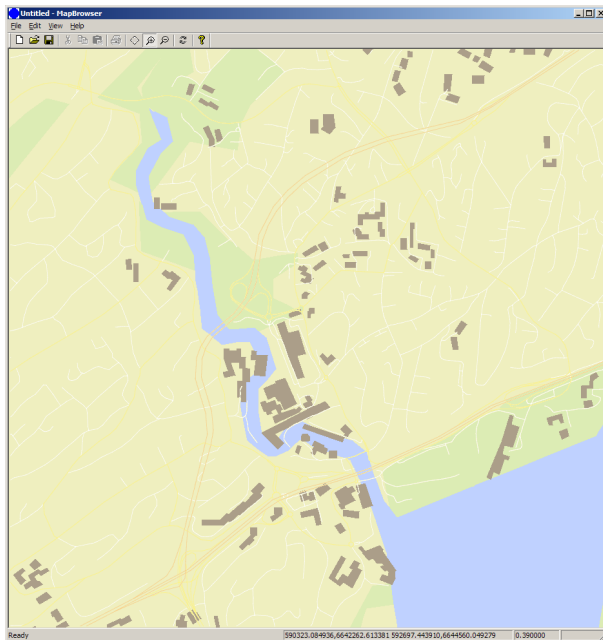 Untitled - MapBrowser
File Edit View Help
Ready 590323.084936,6642262.613381 592697.443910,6644560.049279 0.390000